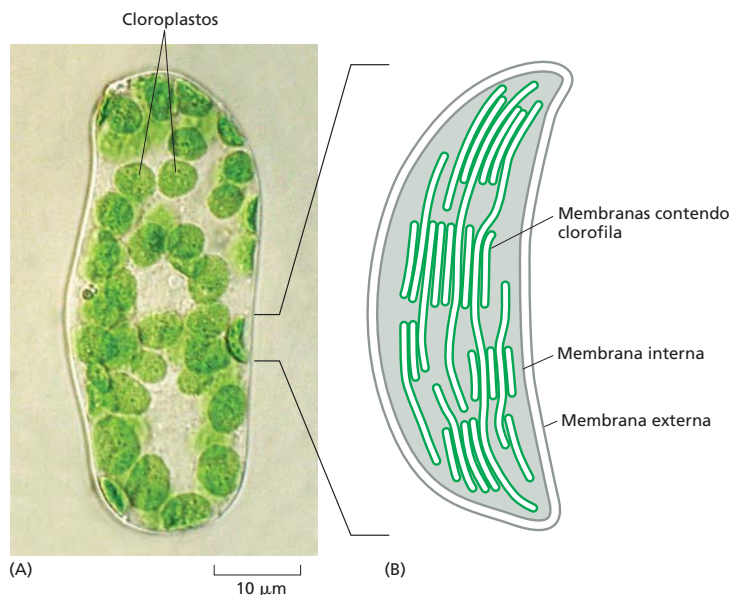 Cloroplastos
Membranas contendo
clorofila
Membrana interna
Membrana externa
(A)
10 μm
(B)